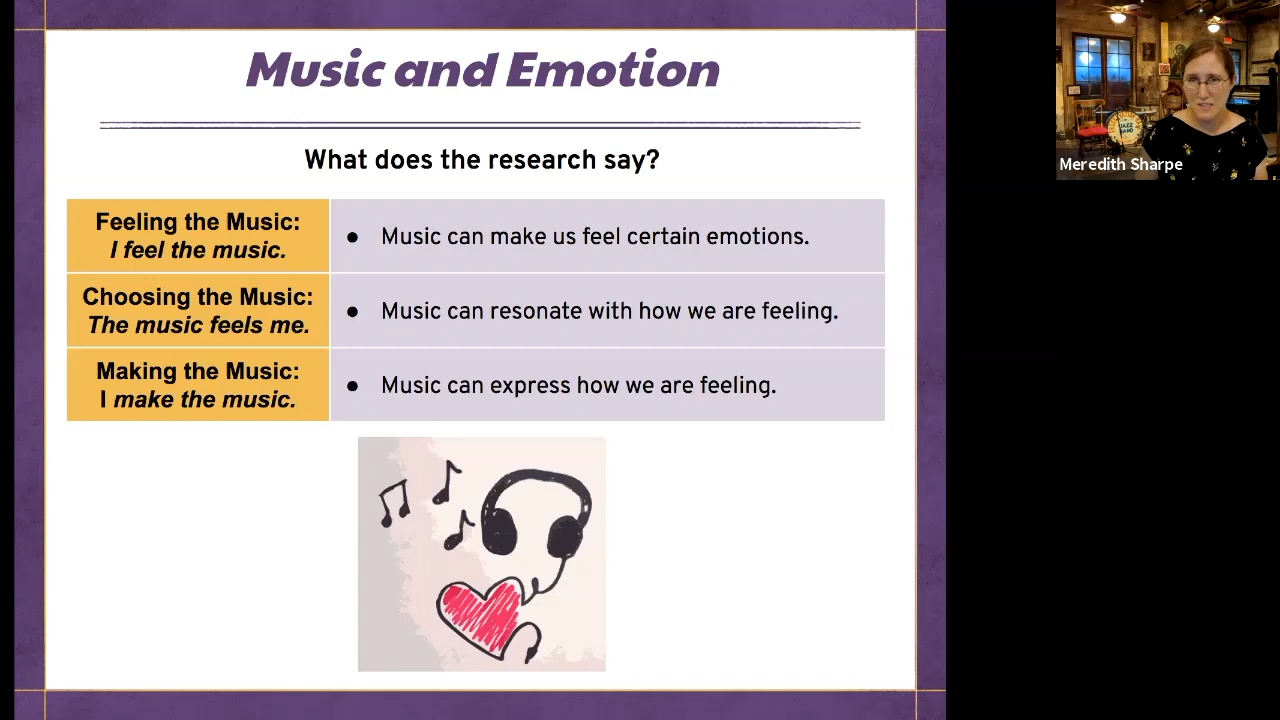 Music and Emotion
What does the research say?
Feeling the Music:
I feel the music.
● Music can make us feel certain emotions.
Choosing the Music:
The music feels me.
● Music can resonate with how we are feeling.
Making the Music:
I make the music.
● Music can express how we are feeling.
JAZZ
BAND
Meredith Sharpe